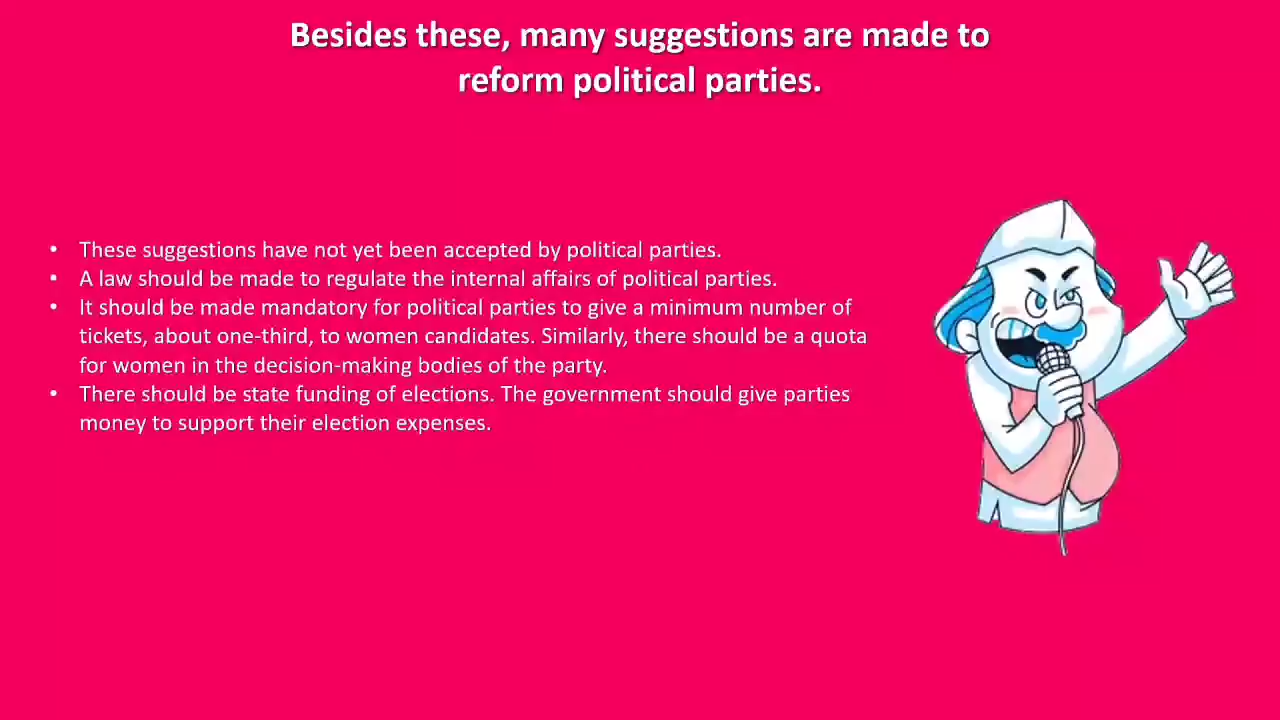 Besides these, many suggestions are made to
reform political parties.
• These suggestions have not yet been accepted by political parties.
• A law should be made to regulate the internal affairs of political parties.
• It should be made mandatory for political parties to give a minimum number of
tickets, about one-third, to women candidates. Similarly, there should be a quota
for women in the decision-making bodies of the party.
• There should be state funding of elections. The government should give parties
money to support their election expenses.